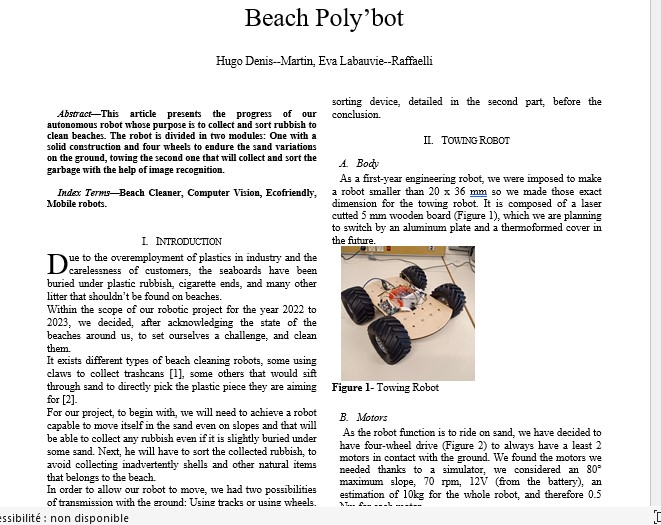 Beach Poly’bot
Hugo Denis--Martin, Eva Labauvie--Raffaelli
Abstract—This article presents the progress of our
autonomous robot whose purpose is to collect and sort rubbish to
clean beaches. The robot is divided in two modules: One with a
solid construction and four wheels to endure the sand variations
on the ground, towing the second one that will collect and sort the
garbage with the help of image recognition.
Index Terms—Beach Cleaner, Computer Vision, Ecofriendly,
Mobile robots.
I. INTRODUCTION
Due to the overemployment of plastics in industry and the
carelessness of customers, the seaboards have been
buried under plastic rubbish, cigarette ends, and many other
litter that shouldn’t be found on beaches.
Within the scope of our robotic project for the year 2022 to
2023, we decided, after acknowledging the state of the
beaches around us, to set ourselves a challenge, and clean
them.
It exists different types of beach cleaning robots, some using
claws to collect trashcans [1], some others that would sift
through sand to directly pick the plastic piece they are aiming
for [2].
For our project, to begin with, we will need to achieve a robot
capable to move itself in the sand even on slopes and that will
be able to collect any rubbish even if it is slightly buried under
some sand. Next, he will have to sort the collected rubbish, to
avoid collecting inadvertently shells and other natural items
that belongs to the beach.
In order to allow our robot to move, we had two possibilities
of transmission with the ground: Using tracks or using wheels.
sorting device, detailed in the second part, before the
conclusion.
II. TOWING ROBOT
A. Body
As a first-year engineering robot, we were imposed to make
a robot smaller than 20 x 36 mm so we made those exact
dimension for the towing robot. It is composed of a laser
cutted 5 mm wooden board (Figure 1), which we are planning
to switch by an aluminum plate and a thermoformed cover in
the future.
Figure 1- Towing Robot
B. Motors
As the robot function is to ride on sand, we have decided to
have four-wheel drive (Figure 2) to always have a least 2
motors in contact with the ground. We found the motors we
needed thanks to a simulator, we considered an 80°
maximum slope, 70 rpm, 12V (from the battery), an
estimation of 10kg for the whole robot, and therefore 0.5
essibilité : non disponible